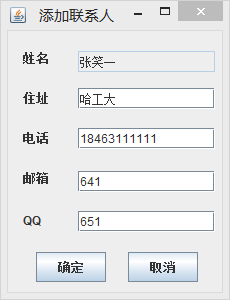 添加联系人
姓名 张笑一
住址 哈工大
电话 18463111111
邮箱 641
QQ 651
确定 取消